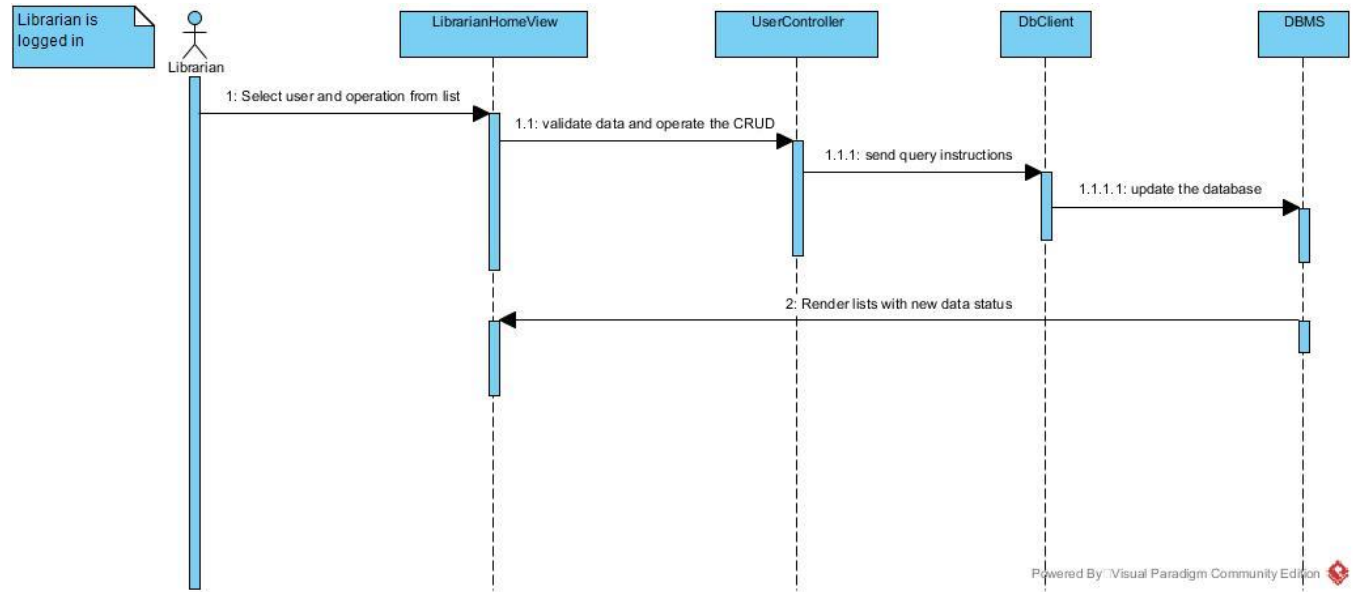 Librarian is
logged in
Librarian
LibrarianHomeView
UserController
DbClient
DBMS
1: Select user and operation from list
1.1: validate data and operate the CRUD
1.1.1: send query instructions
1.1.1.1: update the database
2: Render lists with new data status
Powered By Visual Paradigm Community Edition